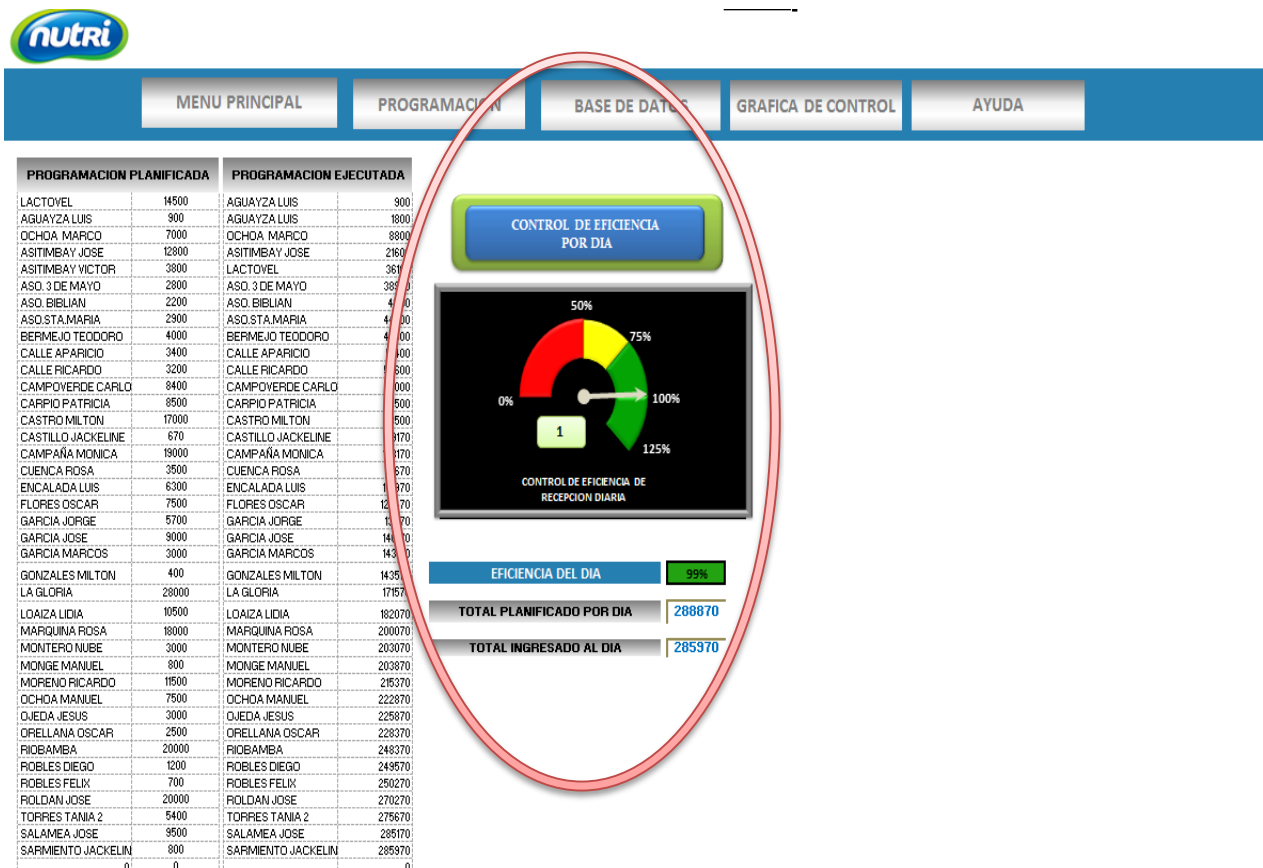 nutri
MENU PRINCIPAL PROGRAMACION BASE DE DATOS GRAFICA DE CONTROL AYUDA
PROGRAMACION PLANIFICADA PROGRAMACION EJECUTADA
LACTOVEL 14500 AGUAYZA LUIS 900
AGUAYZA LUIS 900 AGUAYZA LUIS 1800
OCHOA MARCO 7000 OCHOA MARCO 8800
ASITIMBAY JOSE 12800 ASITIMBAY JOSE
ASITIMBAY VICTOR 3800 LACTOVEL
ASO. 3 DE MAYO 2800 ASO. 3 DE MAYO
ASO. BIBLIAN 2200 ASO. BIBLIAN
ASO.STA.MARIA 2900 ASO.STA.MARIA
BERMEJO TEODORO 4000 BERMEJO TEODORO
CALLE APARICIO 3400 CALLE APARICIO
CALLE RICARDO 3200 CALLE RICARDO
CAMPOVERDE CARLO 8400 CAMPOVERDE CARLO
CARPIO PATRICIA 8500 CARPIO PATRICIA
CASTRO MILTON 17000 CASTRO MILTON
CASTILLO JACKELINE 670 CASTILLO JACKELINE
CAMPAÑA MONICA 19000 CAMPAÑA MONICA
CUENCA ROSA 3500 CUENCA ROSA
ENCALADA LUIS 6300 ENCALADA LUIS
FLORES OSCAR 7500 FLORES OSCAR
GARCIA JORGE 5700 GARCIA JORGE
GARCIA JOSE 9000 GARCIA JOSE
GARCIA MARCOS 3000 GARCIA MARCOS
GONZALES MILTON 400 GONZALES MILTON
LA GLORIA 28000 LA GLORIA
LOAIZA LIDIA 10500 LOAIZA LIDIA 182070
MARQUINA ROSA 18000 MARQUINA ROSA 200070
MONTERO NUBE 3000 MONTERO NUBE 203070
MONGE MANUEL 800 MONGE MANUEL 203870
MORENO RICARDO 11500 MORENO RICARDO 215370
OCHOA MANUEL 7500 OCHOA MANUEL 222870
OJEDA JESUS 3000 OJEDA JESUS 225870
ORELLANA OSCAR 2500 ORELLANA OSCAR 228370
RIOBAMBA 20000 RIOBAMBA 248370
ROBLES DIEGO 1200 ROBLES DIEGO 249570
ROBLES FELIX 700 ROBLES FELIX 250270
ROLDAN JOSE 20000 ROLDAN JOSE 270270
TORRES TANIA 2 5400 TORRES TANIA 2 275670
SALAMEA JOSE 9500 SALAMEA JOSE 285170
SARMIENTO JACKELIN 800 SARMIENTO JACKELIN 285970
0 0 0
CONTROL DE EFICIENCIA
POR DIA
50%
75%
0% 100%
1
125%
CONTROL DE EFICIENCIA DE
RECEPCION DIARIA
EFICIENCIA DEL DIA 99%
TOTAL PLANIFICADO POR DIA 288870
TOTAL INGRESADO AL DIA 285970